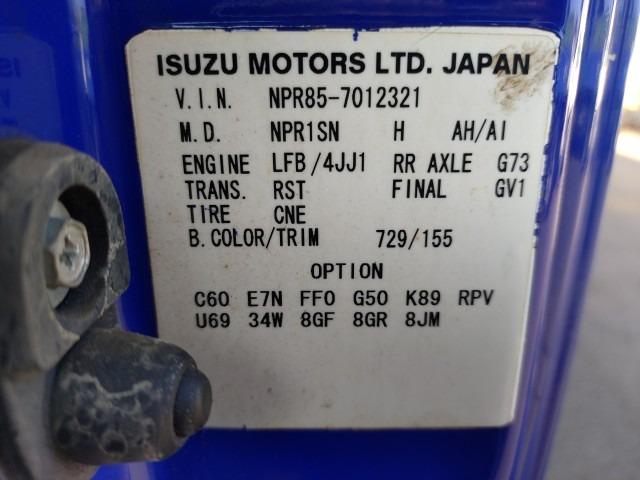 ISUZU MOTORS LTD. JAPAN
V.I.N. NPR85-7012321
M.D. NPR1SN H AH/AI
ENGINE LFB/4JJ1 RR AXLE G73
TRANS. RST FINAL GV1
TIRE CNE
B.COLOR/TRIM 729/155
OPTION
C60 E7N FF0 G50 K89 RPV
U69 34W 8GF 8GR 8JM